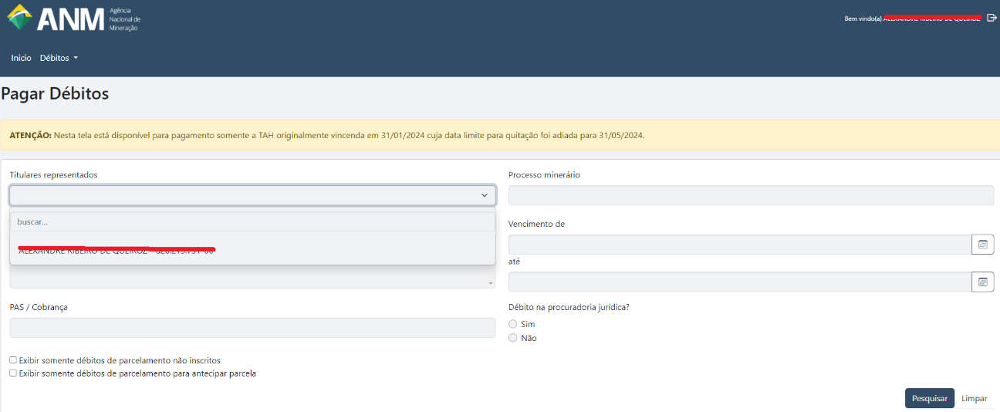 ANM
Agência
Nacional de
Mineração
Bem vindo(a)
Inicio
Débitos
Pagar Débitos
ATENÇÃO: Nesta tela está disponível para pagamento somente a TAH originalmente vincenda em 31/01/2024 cuja data limite para quitação foi adiada para 31/05/2024.
Titulares representados
Processo minerário
buscar...
Vencimento de
até
PAS / Cobrança
Débito na procuradoria jurídica?
Sim
Não
Exibir somente débitos de parcelamento não inscritos
Exibir somente débitos de parcelamento para antecipar parcela
Pesquisar
Limpar